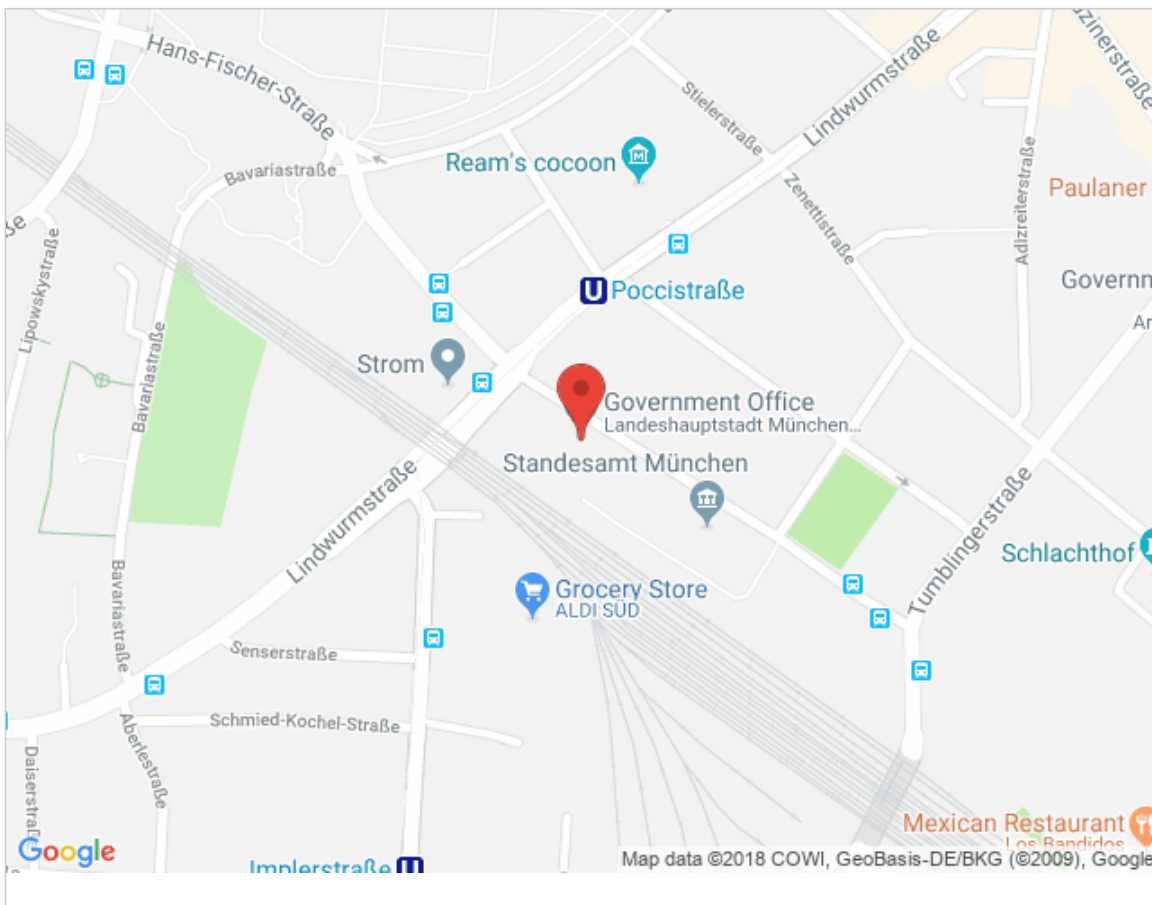 Hans-Fischer-Straße
Lindwurmstraße
Stielerstraße
Bavariastraße
Ream's cocoon
Zenettistraße
Adizreiterstraße
Paulaner
Lipowskystraße
Poccistraße
Bavariastraße
Strom
Government Office
Landeshauptstadt München...
Standesamt München
Lindwurmstraße
Tumblingerstraße
Schlachthof
Grocery Store
ALDI SÜD
Bavariastraße
Senserstraße
Schmied-Kochel-Straße
Aberlestraße
Mexican Restaurant
Los Bandidos
Google
Implerstraße
Map data ©2018 COWI, GeoBasis-DE/BKG (©2009), Google